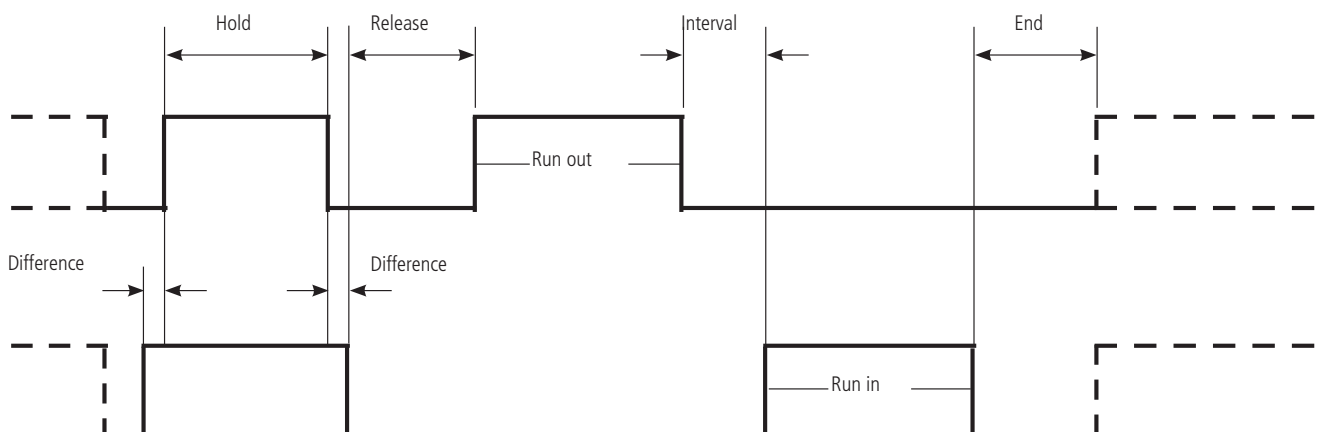 Hold
Release
Interval
End
Run out
Difference
Difference
Run in